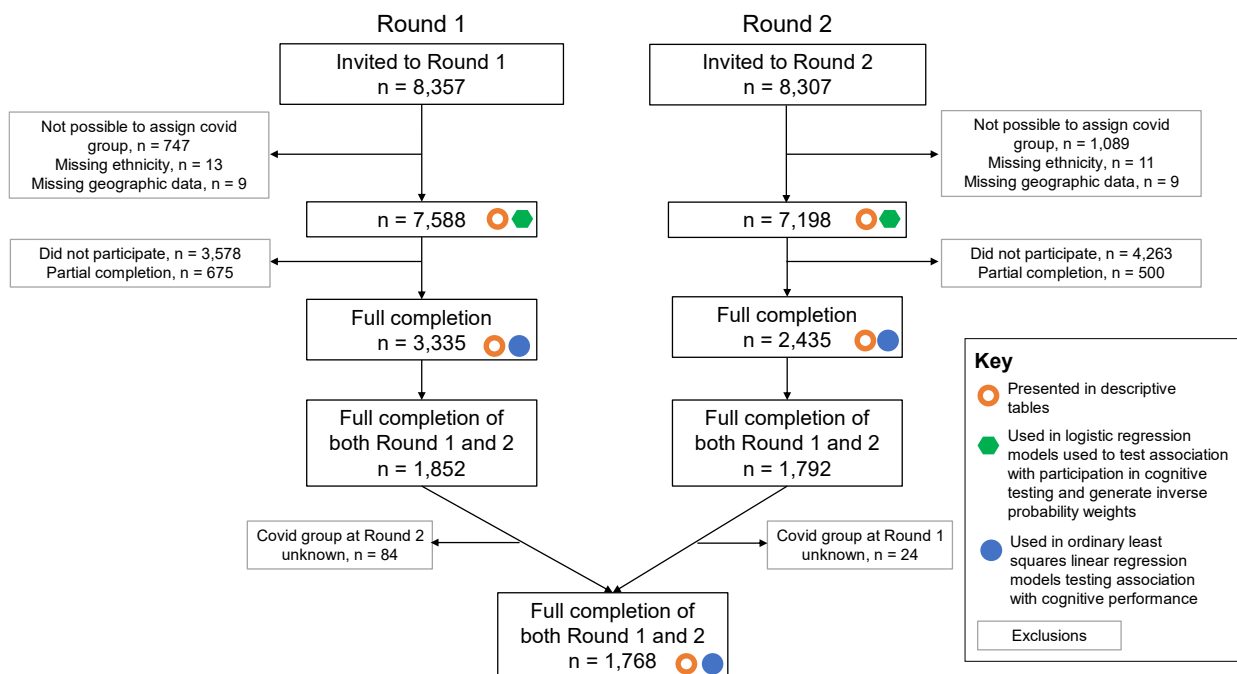 Round 1
Round 2
Invited to Round 1
n = 8,357
Invited to Round 2
n = 8,307
Not possible to assign covid
group, n = 747
Missing ethnicity, n = 13
Missing geographic data, n = 9
Not possible to assign covid
group, n = 1,089
Missing ethnicity, n = 11
Missing geographic data, n = 9
n = 7,588
n = 7,198
Did not participate, n = 3,578
Partial completion, n = 675
Did not participate, n = 4,263
Partial completion, n = 500
Full completion
n = 3,335
Full completion
n = 2,435
Full completion of
both Round 1 and 2
n = 1,852
Full completion of
both Round 1 and 2
n = 1,792
Covid group at Round 2
unknown, n = 84
Covid group at Round 1
unknown, n = 24
Full completion of
both Round 1 and 2
n = 1,768
Key
Presented in descriptive
tables
Used in logistic regression
models used to test association
with participation in cognitive
testing and generate inverse
probability weights
Used in ordinary least
squares linear regression
models testing association
with cognitive performance
Exclusions